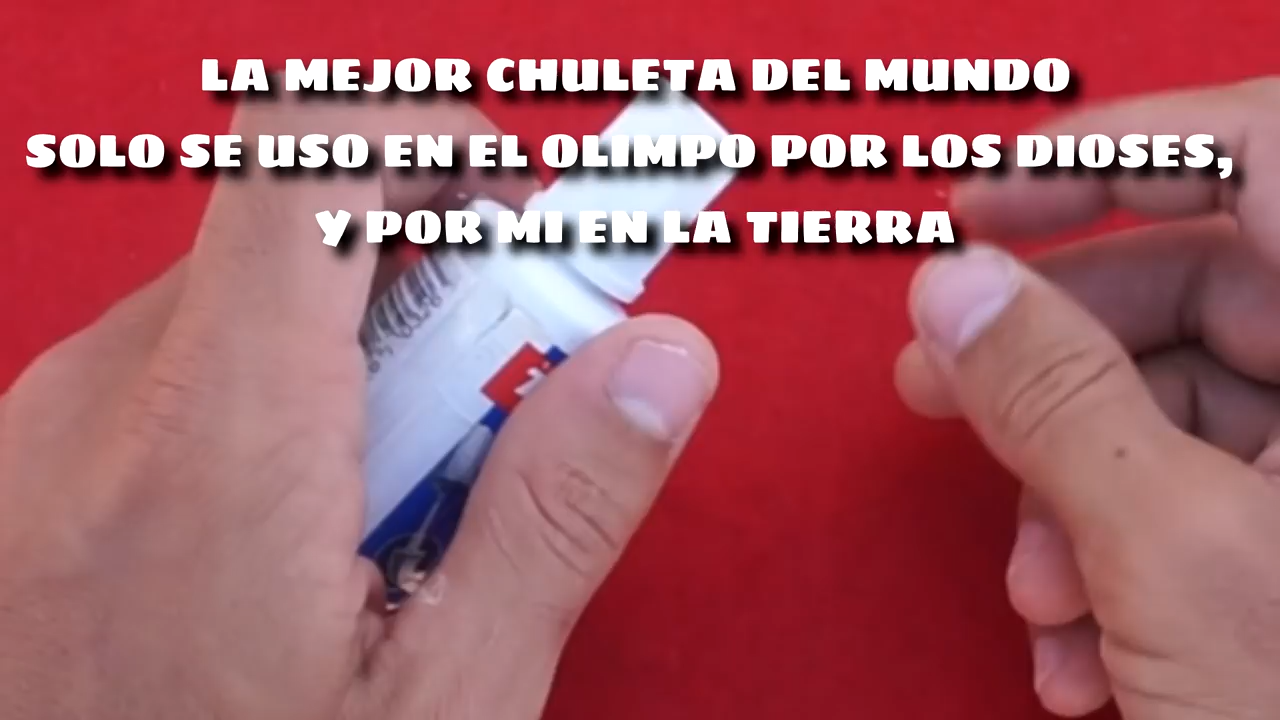 LA MEJOR CHULETA DEL MUNDO
SOLO SE USO EN EL OLIMPO POR LOS DIOSES,
Y POR MI EN LA TIERRA